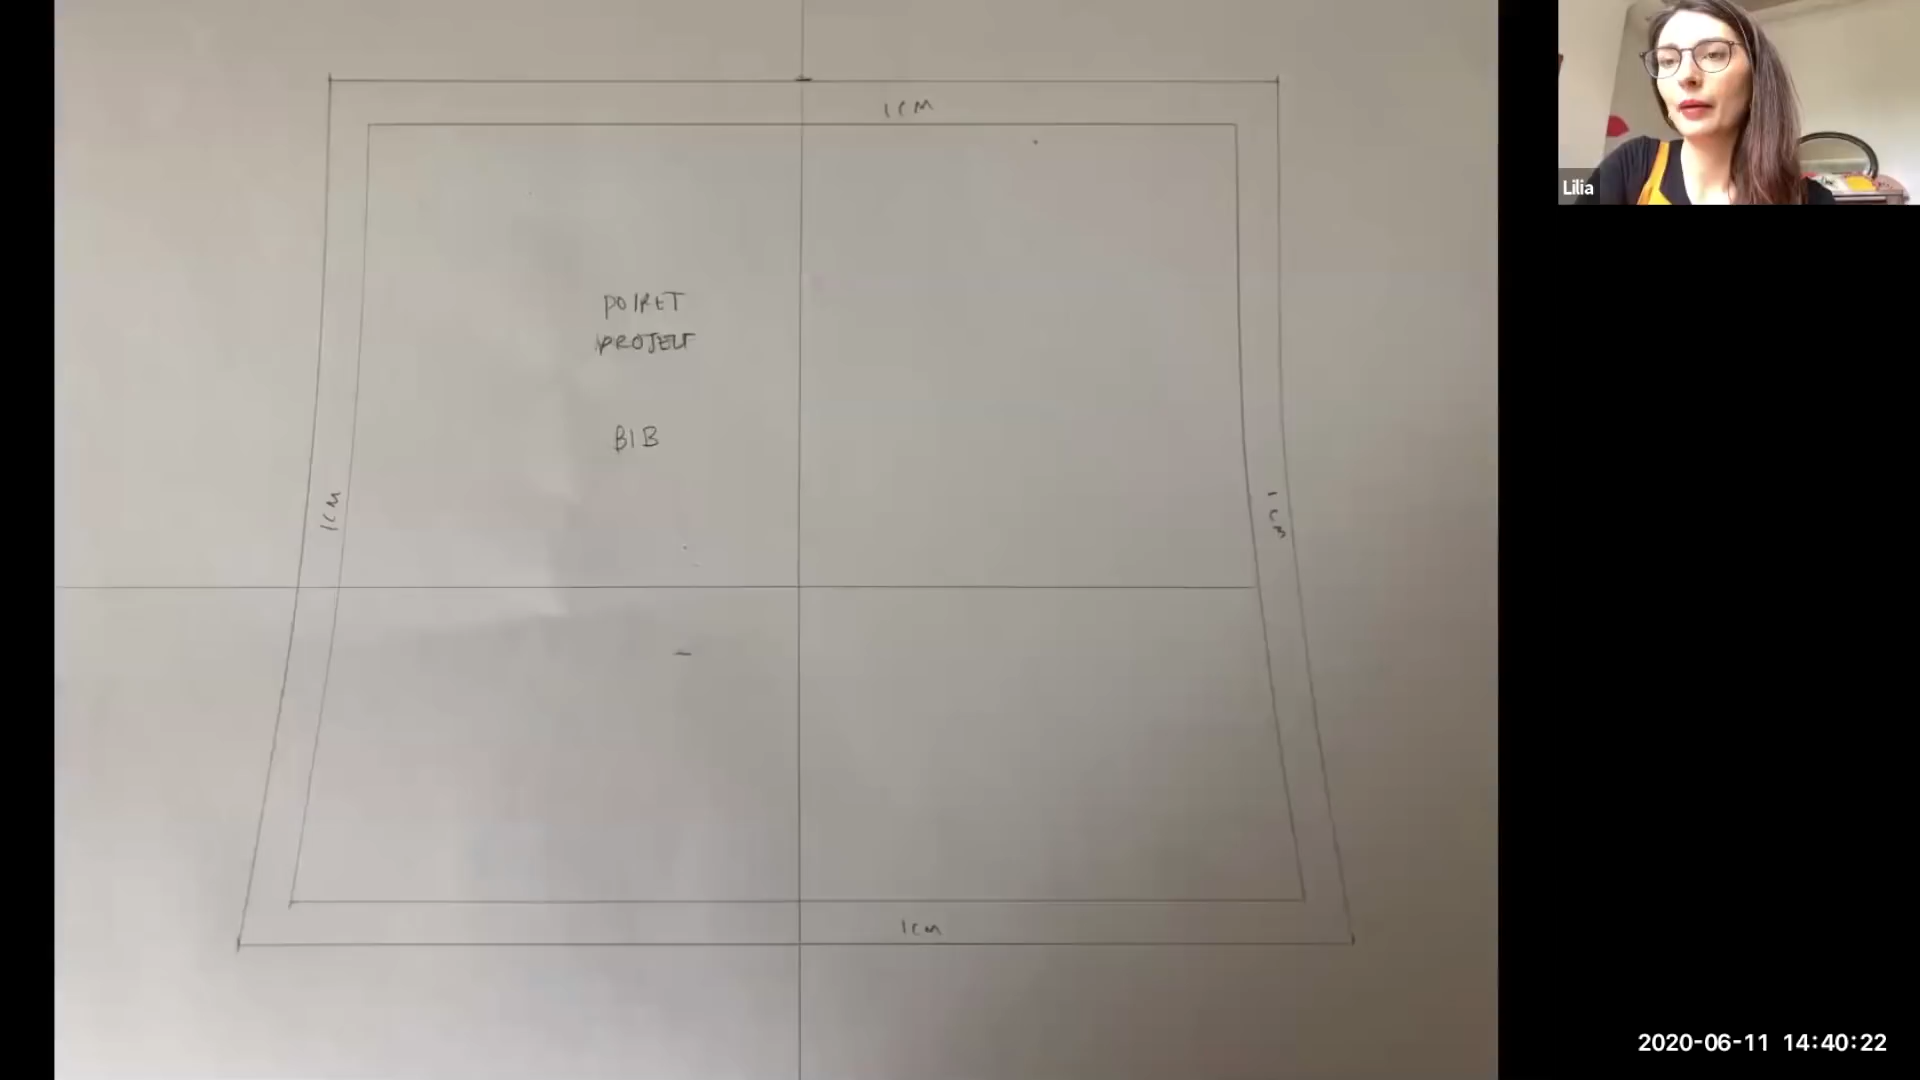 1CM
POIRET
PROJECT
BIB
1CM
1CM
1CM
Lilia
2020-06-11 14:40:22